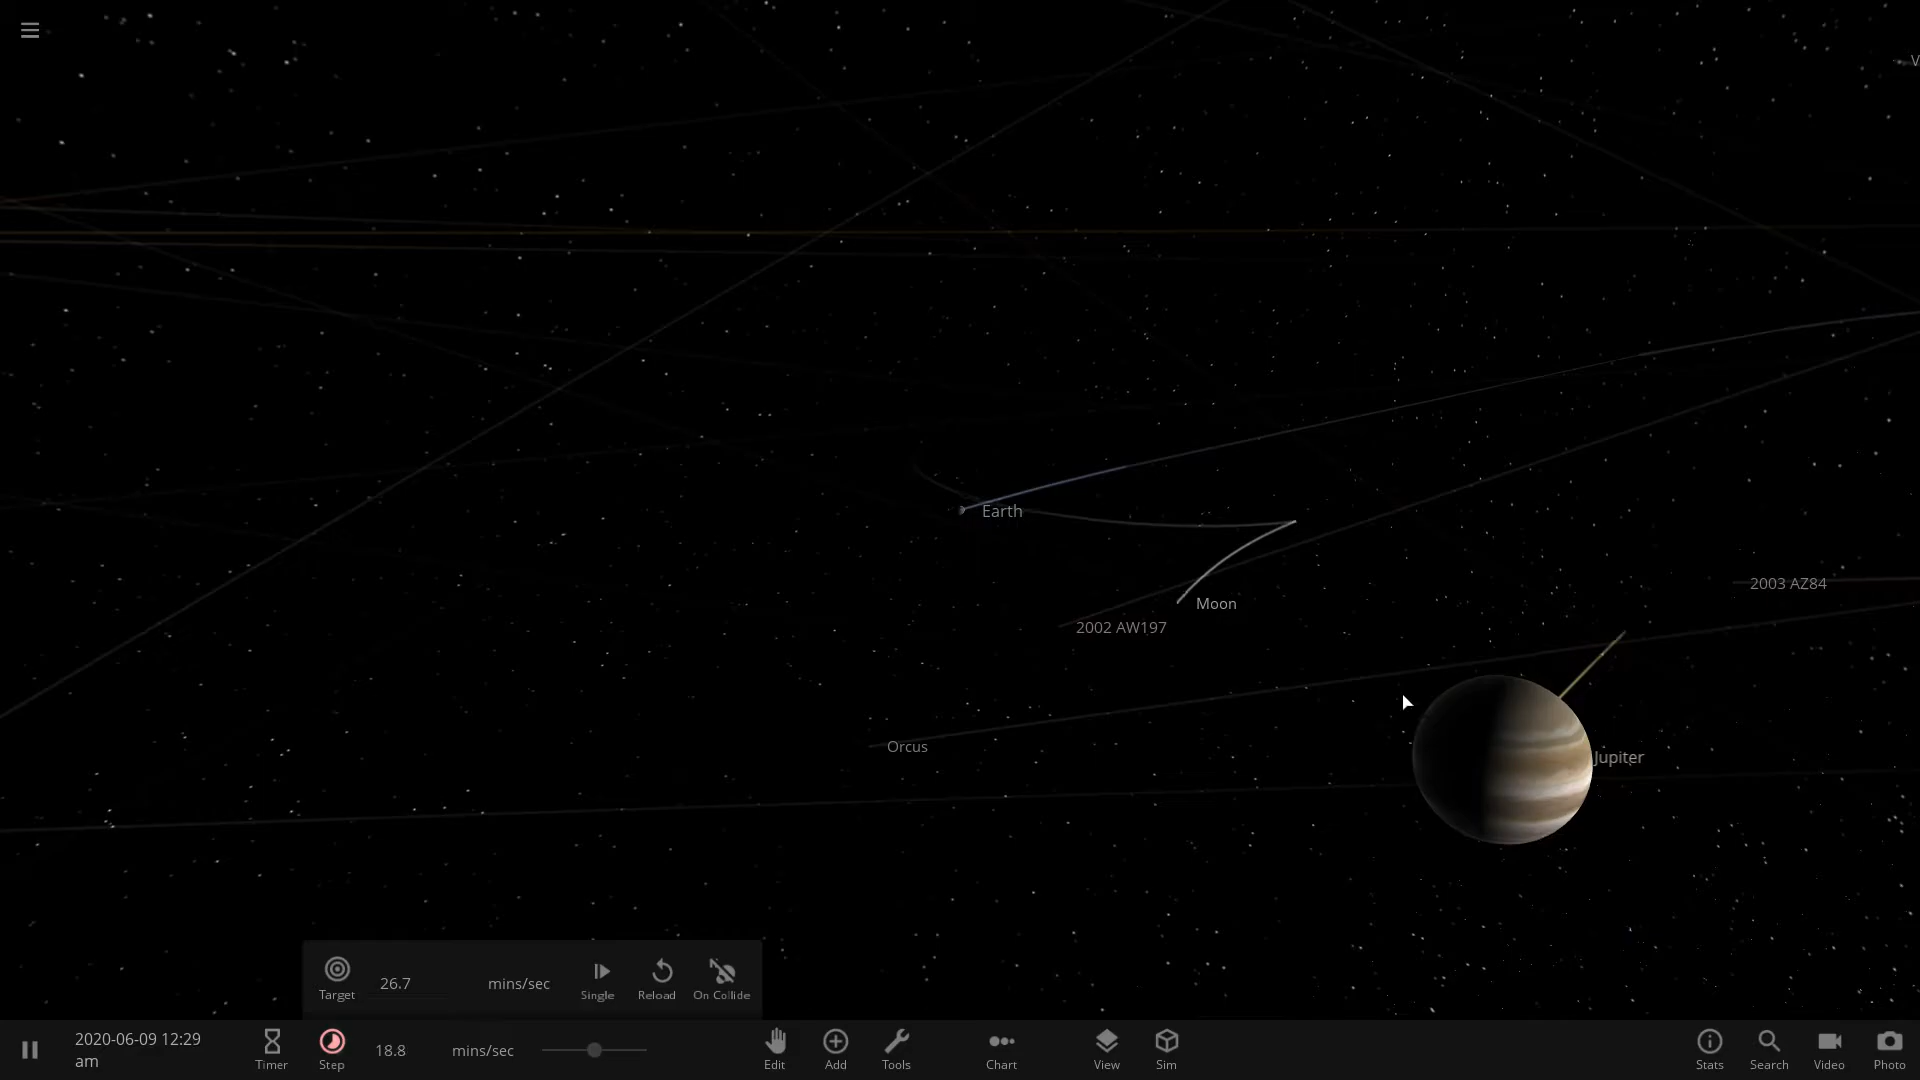 V
Earth
2003 AZ84
Moon
2002 AW197
Orcus
Jupiter
Target
26.7
mins/sec
Single
Reload
On Collide
2020-06-09 12:29
am
Timer
Step
18.8
mins/sec
Edit
Add
Tools
Chart
View
Sim
Stats
Search
Video
Photo